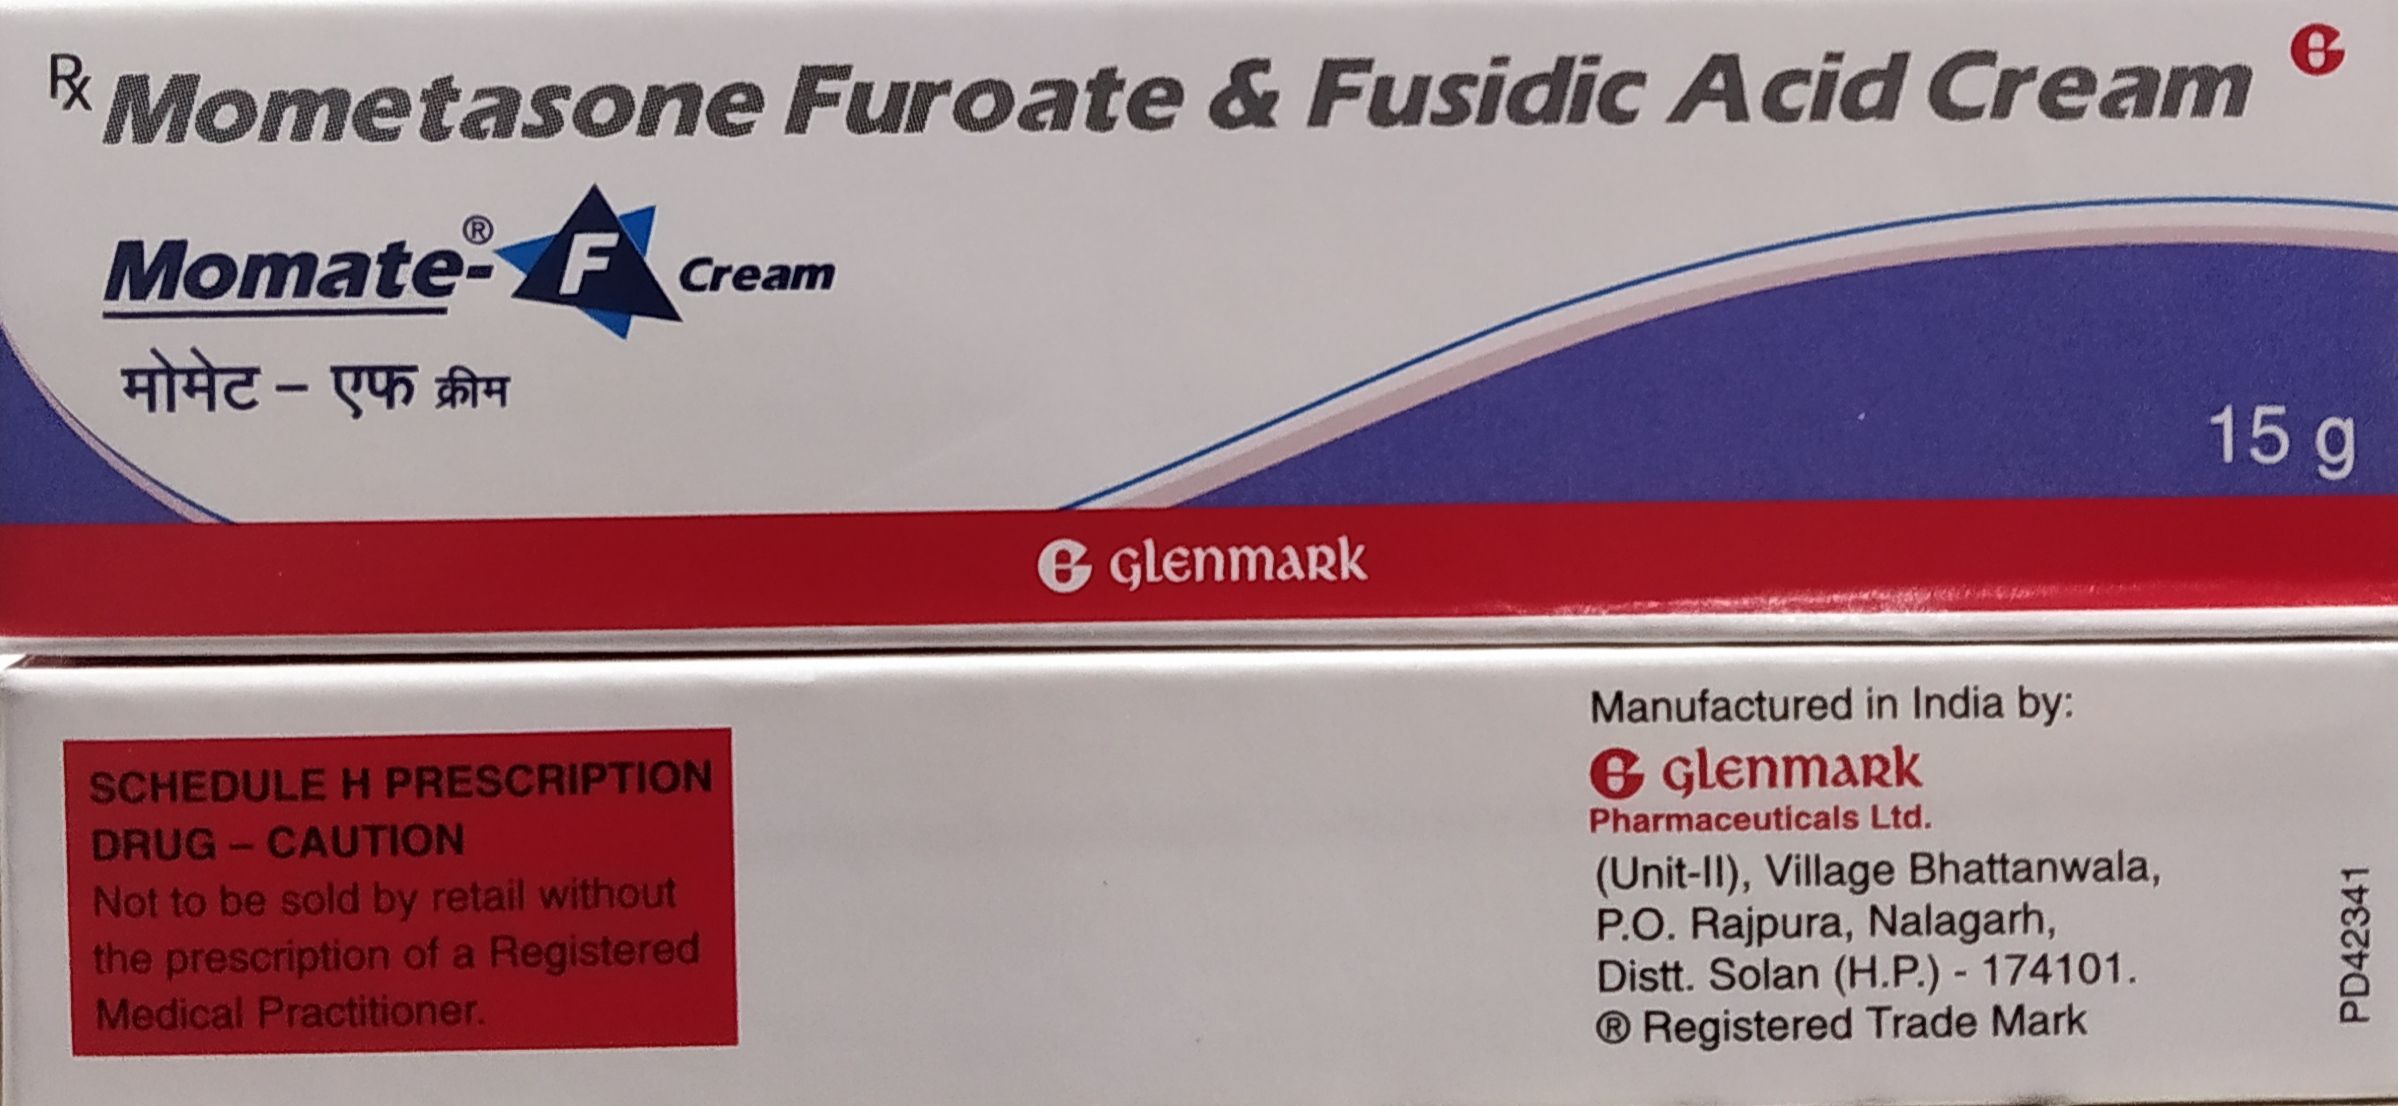 Rx Mometasone Furoate & Fusidic Acid Cream
Momate-®F Cream
मोमेट – एफ क्रीम
15 g
Glenmark
SCHEDULE H PRESCRIPTION
DRUG – CAUTION
Not to be sold by retail without
the prescription of a Registered
Medical Practitioner.
Manufactured in India by:
Glenmark
Pharmaceuticals Ltd.
(Unit-II), Village Bhattanwala,
P.O. Rajpura, Nalagarh,
Distt. Solan (H.P.) - 174101.
® Registered Trade Mark
PD42341